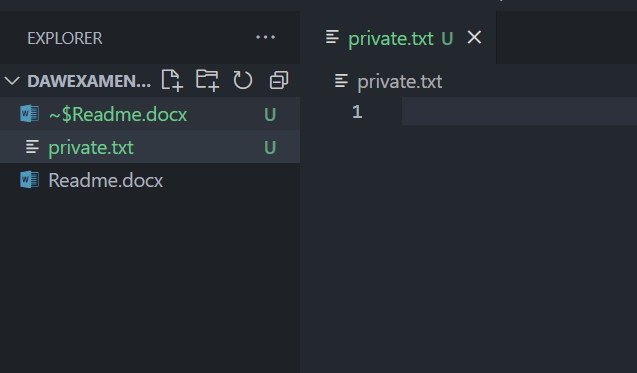 EXPLORER ...
DAWEXAMEN...
~$Readme.docx U
private.txt U
Readme.docx
private.txt U
private.txt
1